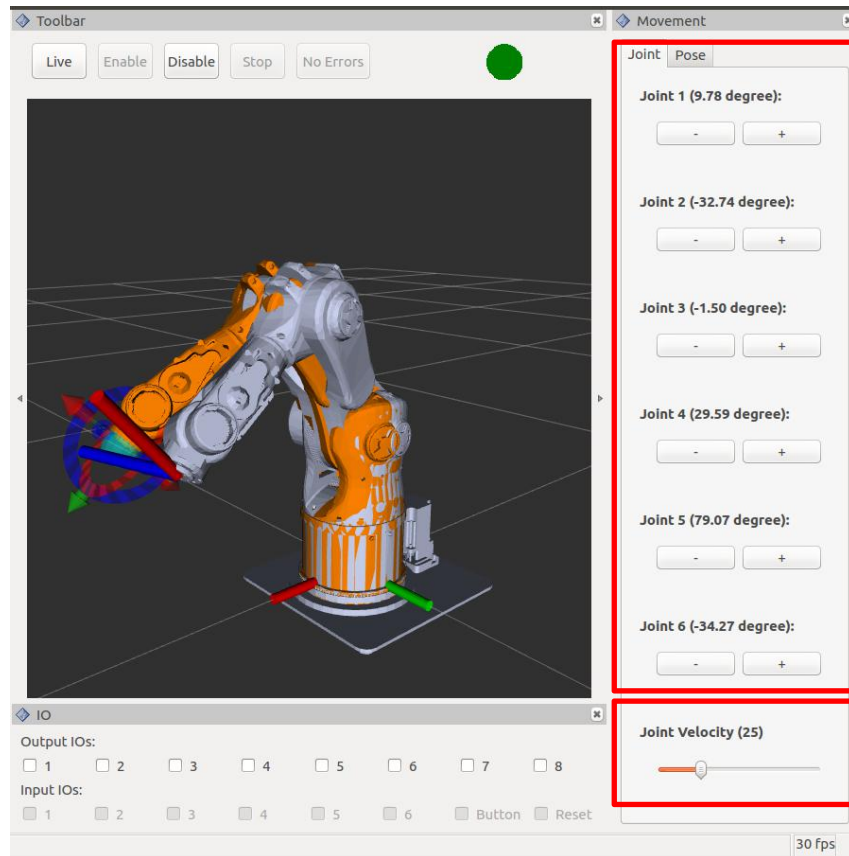 Toolbar
Live Enable Disable Stop No Errors
Movement
Joint Pose
Joint 1 (9.78 degree):
- +
Joint 2 (-32.74 degree):
- +
Joint 3 (-1.50 degree):
- +
Joint 4 (29.59 degree):
- +
Joint 5 (79.07 degree):
- +
Joint 6 (-34.27 degree):
- +
Joint Velocity (25)
IO
Output IOs:
1 2 3 4 5 6 7 8
Input IOs:
1 2 3 4 5 6 Button Reset
30 fps